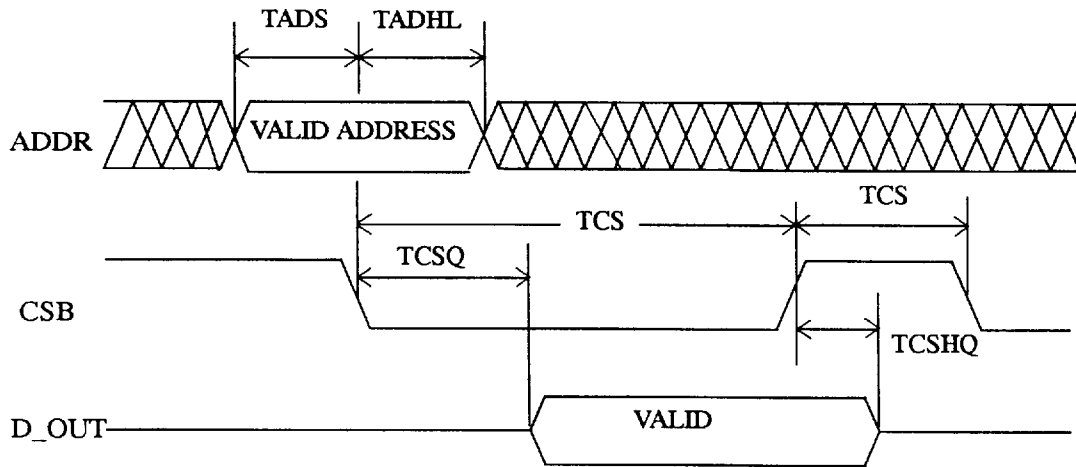 TADS TADHL
ADDR VALID ADDRESS
TCS TCS
TCSQ
CSB
TCSHQ
D_OUT VALID